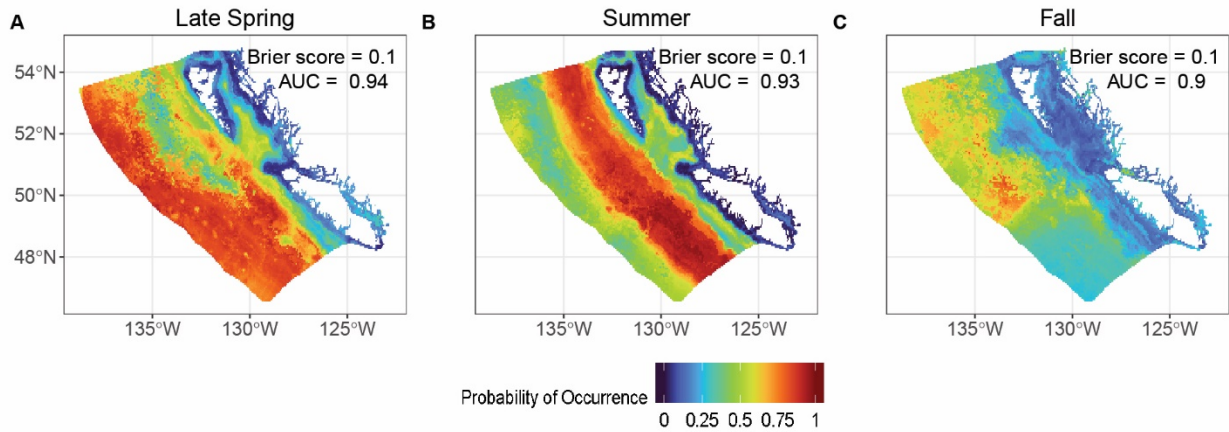 A Late Spring
Brier score = 0.1
AUC = 0.94
54°N
52°N
50°N
48°N
135°W 130°W 125°W
B Summer
Brier score = 0.1
AUC = 0.93
135°W 130°W 125°W
C Fall
Brier score = 0.1
AUC = 0.9
135°W 130°W 125°W
Probability of Occurrence
0 0.25 0.5 0.75 1